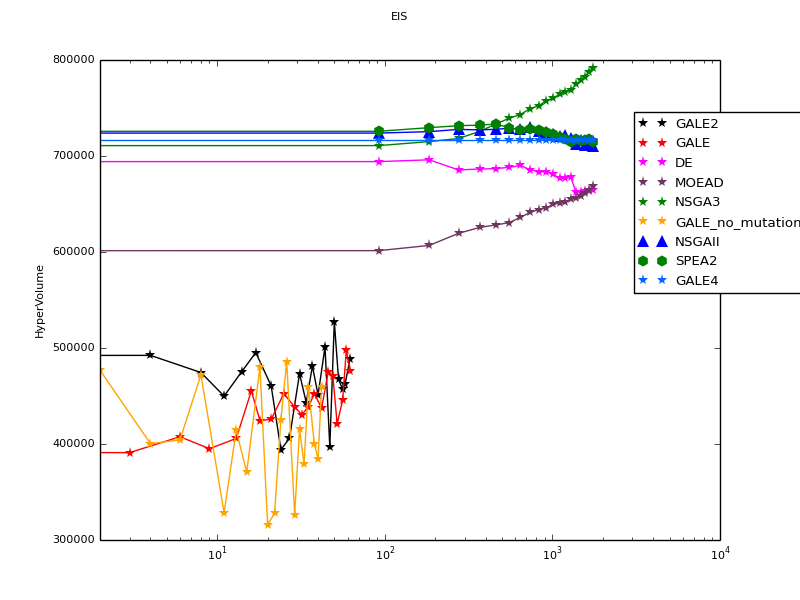 EIS
800000
700000
600000
500000
400000
300000
HyperVolume
10^1
10^2
10^3
10^4
GALE2
GALE
DE
MOEAD
NSGA3
GALE_no_mutation
NSGAII
SPEA2
GALE4